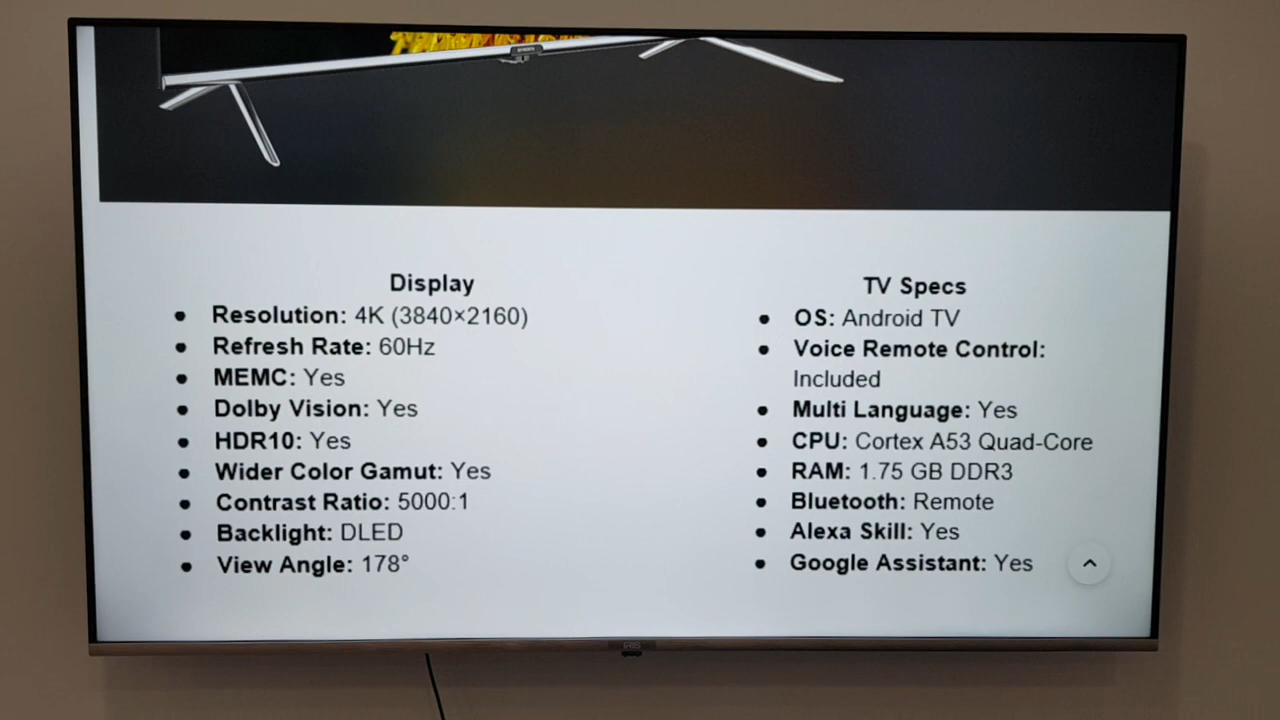 Display
Resolution: 4K (3840×2160)
Refresh Rate: 60Hz
MEMC: Yes
Dolby Vision: Yes
HDR10: Yes
Wider Color Gamut: Yes
Contrast Ratio: 5000:1
Backlight: DLED
View Angle: 178°
TV Specs
OS: Android TV
Voice Remote Control:
Included
Multi Language: Yes
CPU: Cortex A53 Quad-Core
RAM: 1.75 GB DDR3
Bluetooth: Remote
Alexa Skill: Yes
Google Assistant: Yes